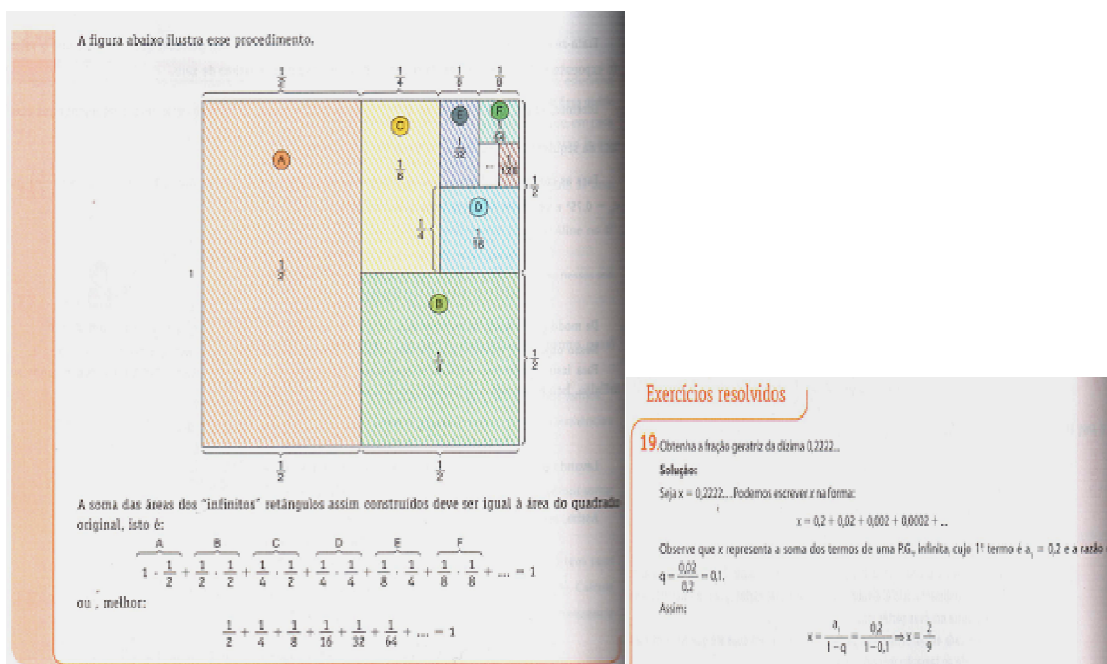 A figura abaixo ilustra esse procedimento.
1/2 1/4 1/8 1/8
A C E F
1/8 1/32 1/64
1/128
1/2
D
1/4 1/16
1 1/2
B
1/4 1/2
1/2 1/2
A soma das áreas dos "infinitos" retângulos assim construídos deve ser igual à área do quadrado
original, isto é:
A B C D E F
1 · 1/2 + 1/2 · 1/2 + 1/4 · 1/2 + 1/4 · 1/4 + 1/8 · 1/4 + 1/8 · 1/8 + .... = 1
ou , melhor:
1/2 + 1/4 + 1/8 + 1/16 + 1/32 + 1/64 + .... = 1
Exercícios resolvidos
19. Obtenha a fração geratriz da dízima 0,2222...
Solução:
Seja x = 0,2222... Podemos escrever x na forma:
x = 0,2 + 0,02 + 0,002 + 0,0002 + ...
Observe que x representa a soma dos termos de uma P.G. infinita, cujo 1º termo é a₁ = 0,2 e a razão
q = 0,02/0,2 = 0,1.
Assim:
x = a₁/(1-q) = 0,2/(1-0,1) ⇒ x = 2/9